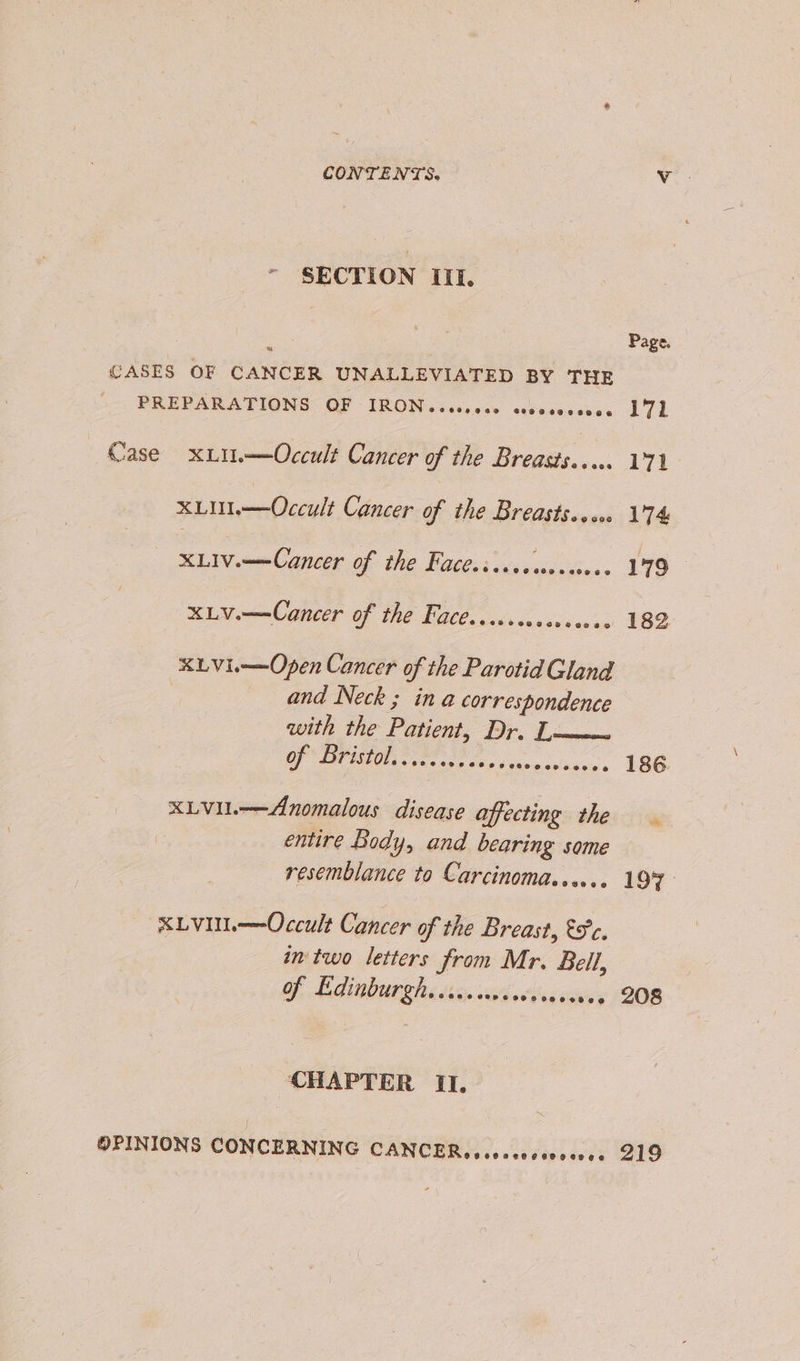 CONTENTS. v
SECTION III.
Page.
CASES OF CANCER UNALLEVIATED BY THE
PREPARATIONS OF IRON.................. 171
Case XLII.—Occult Cancer of the Breasts...... 171
XLIII.—Occult Cancer of the Breasts...... 174
XLIV.—Cancer of the Face................. 179
XLV.—Cancer of the Face................. 182
XLVI.—Open Cancer of the Parotid Gland
and Neck; in a correspondence
with the Patient, Dr. L——
of Bristol......................... 186
XLVII.—Anomalous disease affecting the
entire Body, and bearing some
resemblance to Carcinoma....... 197
XLVIII.—Occult Cancer of the Breast, &c.
in two letters from Mr. Bell,
of Edinburgh..................... 208
CHAPTER II.
OPINIONS CONCERNING CANCER................ 219